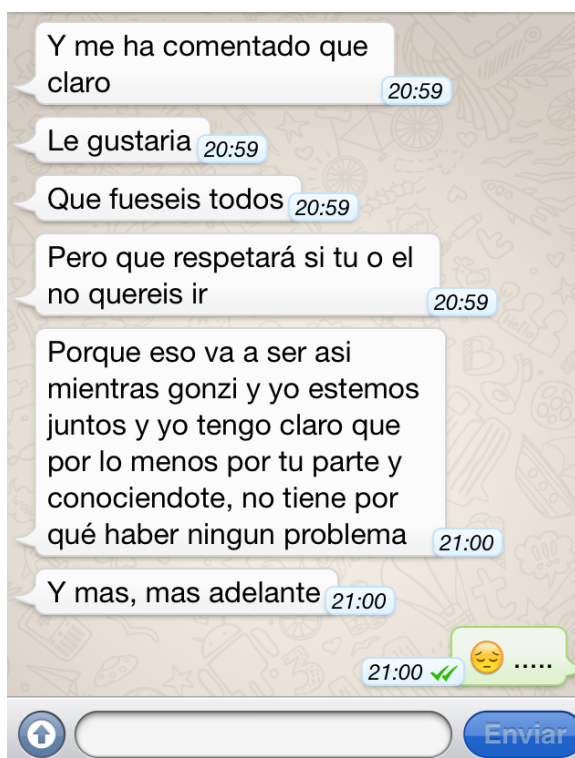 Y me ha comentado que
claro
20:59
Le gustaria
20:59
Que fueseis todos
20:59
Pero que respetará si tu o el
no quereis ir
20:59
Porque eso va a ser asi
mientras gonzi y yo estemos
juntos y yo tengo claro que
por lo menos por tu parte y
conociendote, no tiene por
qué haber ningun problema
21:00
Y mas, mas adelante
21:00
😔 .....
21:00
Enviar